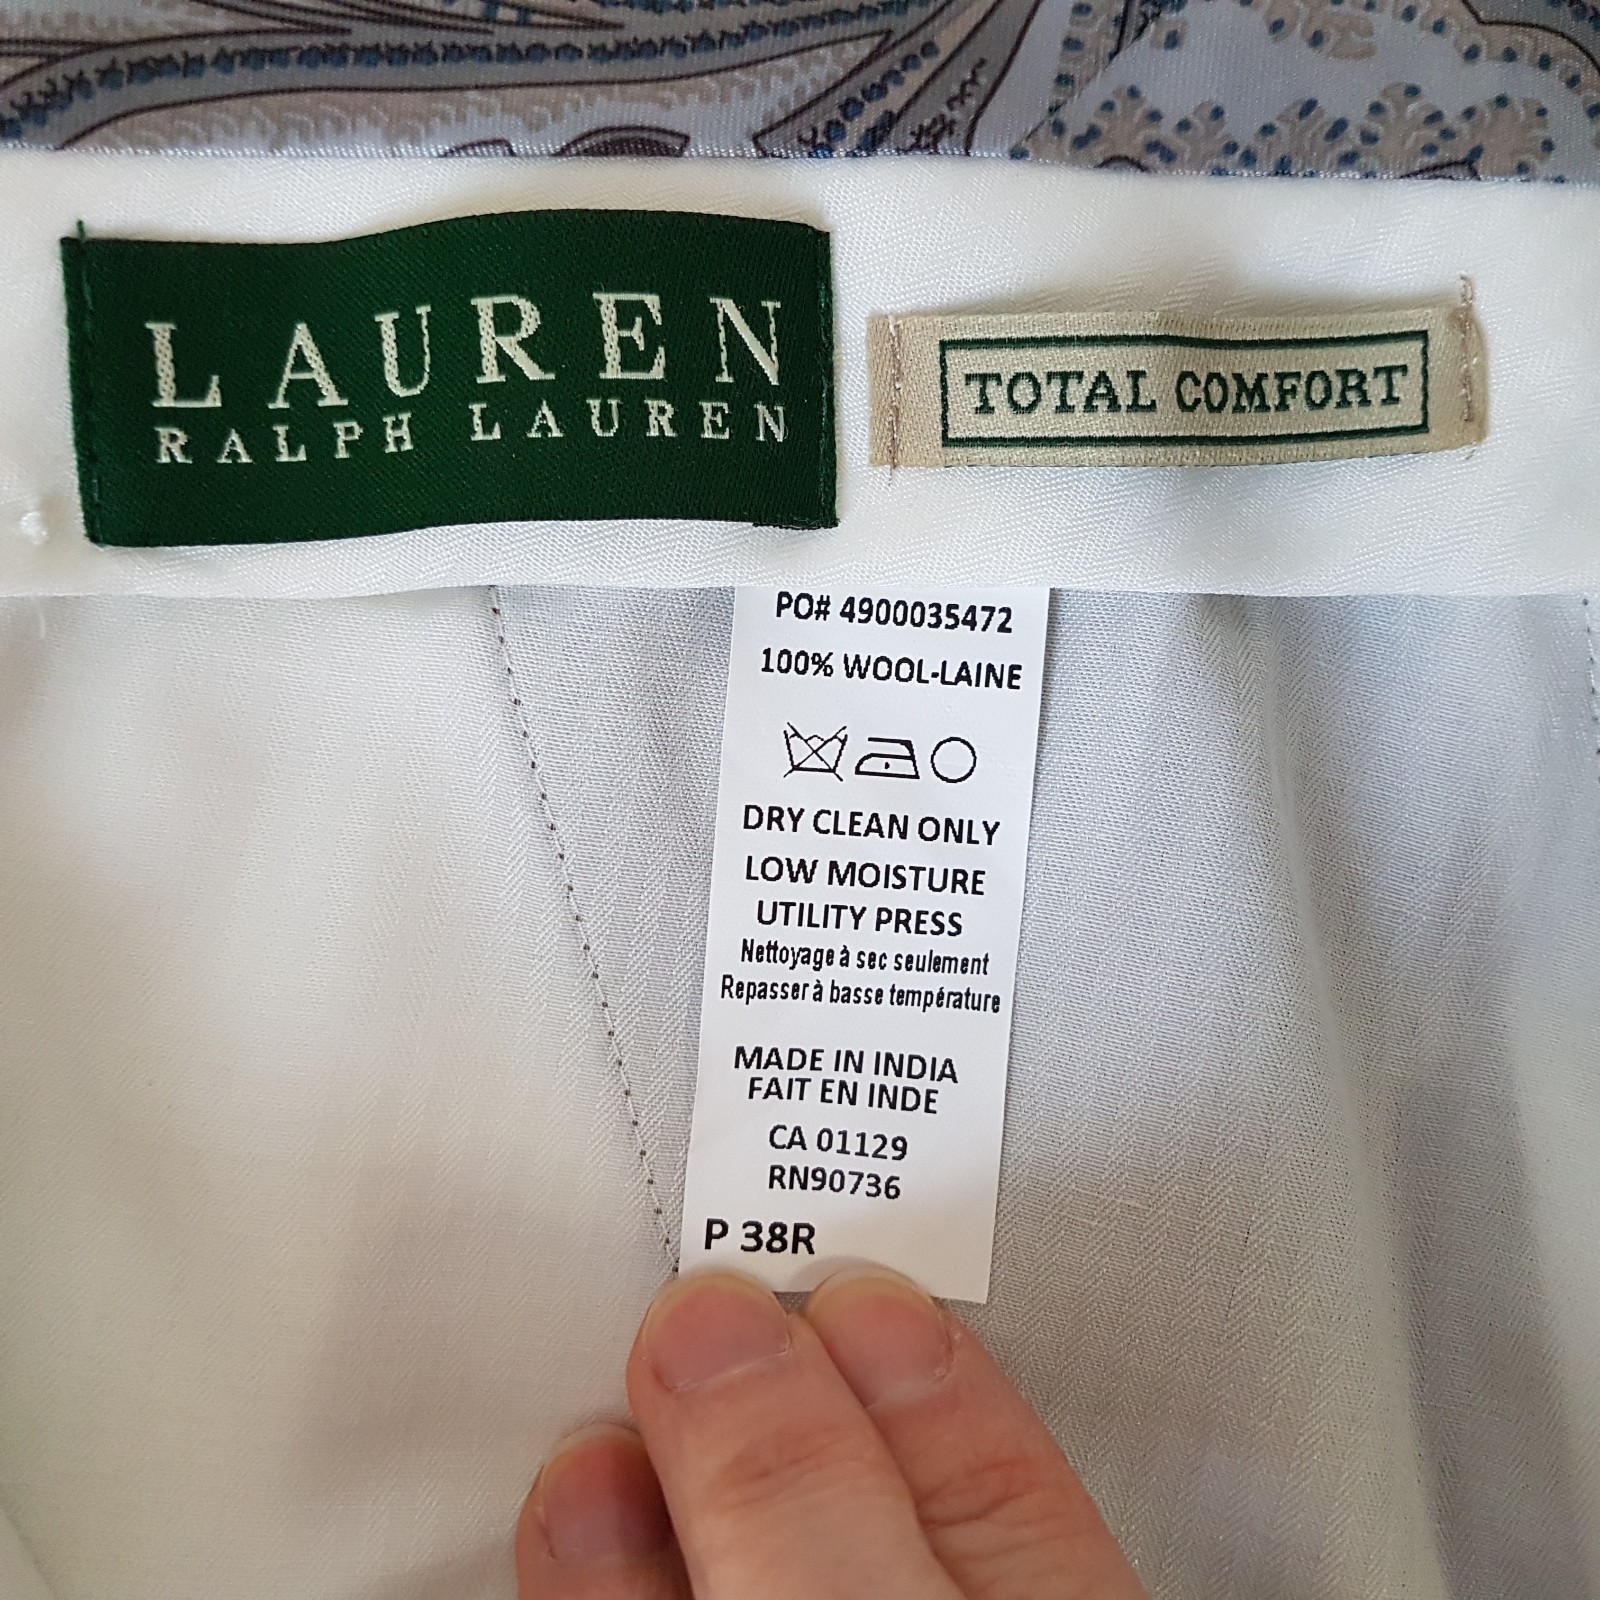 LAUREN
RALPH LAUREN
TOTAL COMFORT
PO# 4900035472
100% WOOL-LAINE
DRY CLEAN ONLY
LOW MOISTURE
UTILITY PRESS
Nettoyage à sec seulement
Repasser à basse température
MADE IN INDIA
FAIT EN INDE
CA 01129
RN90736
P 38R